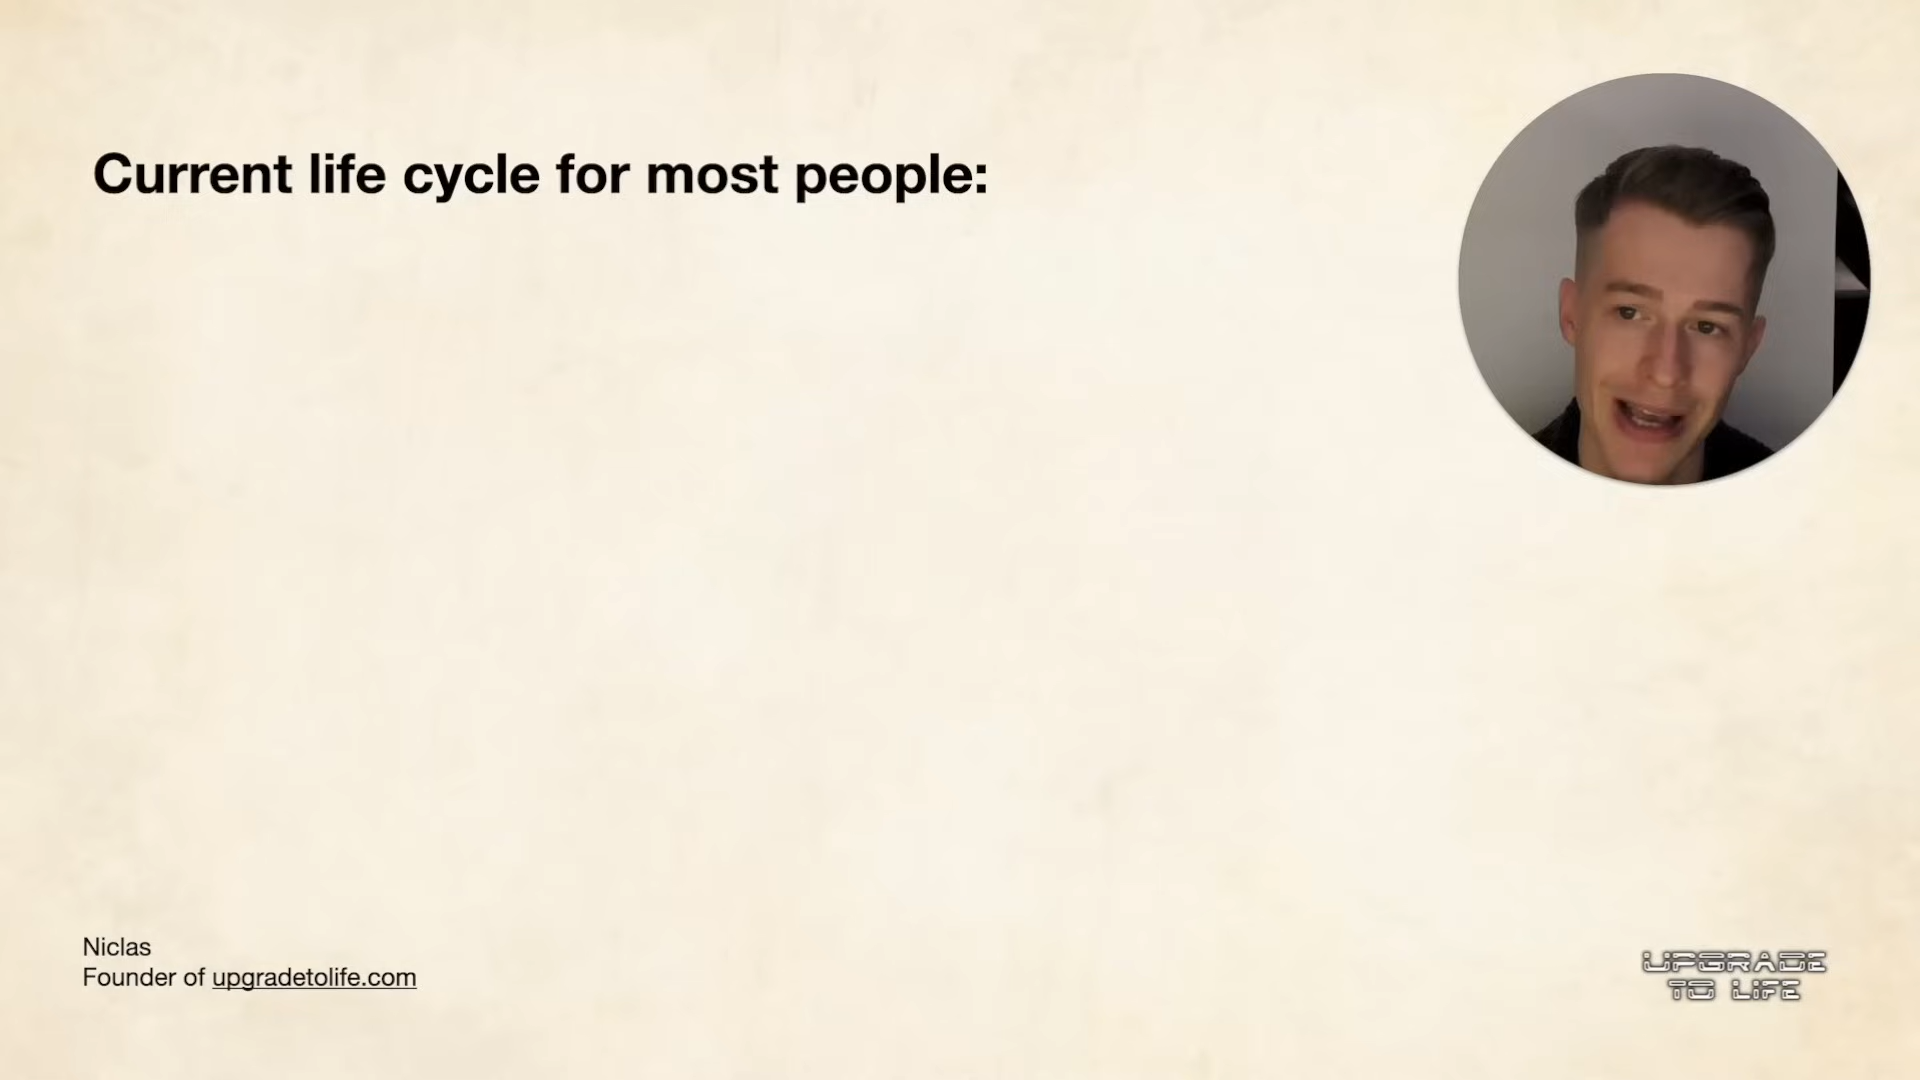 Current life cycle for most people:
Niclas
Founder of upgradetolife.com
UPGRADE
TO LIFE